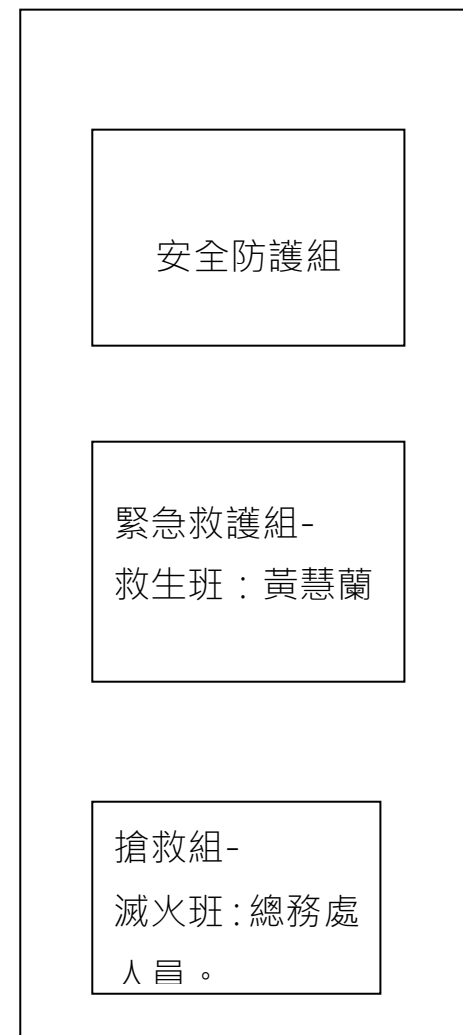 安全防護組
緊急救護組-
救生班：黃慧蘭
搶救組-
滅火班:總務處
人員。